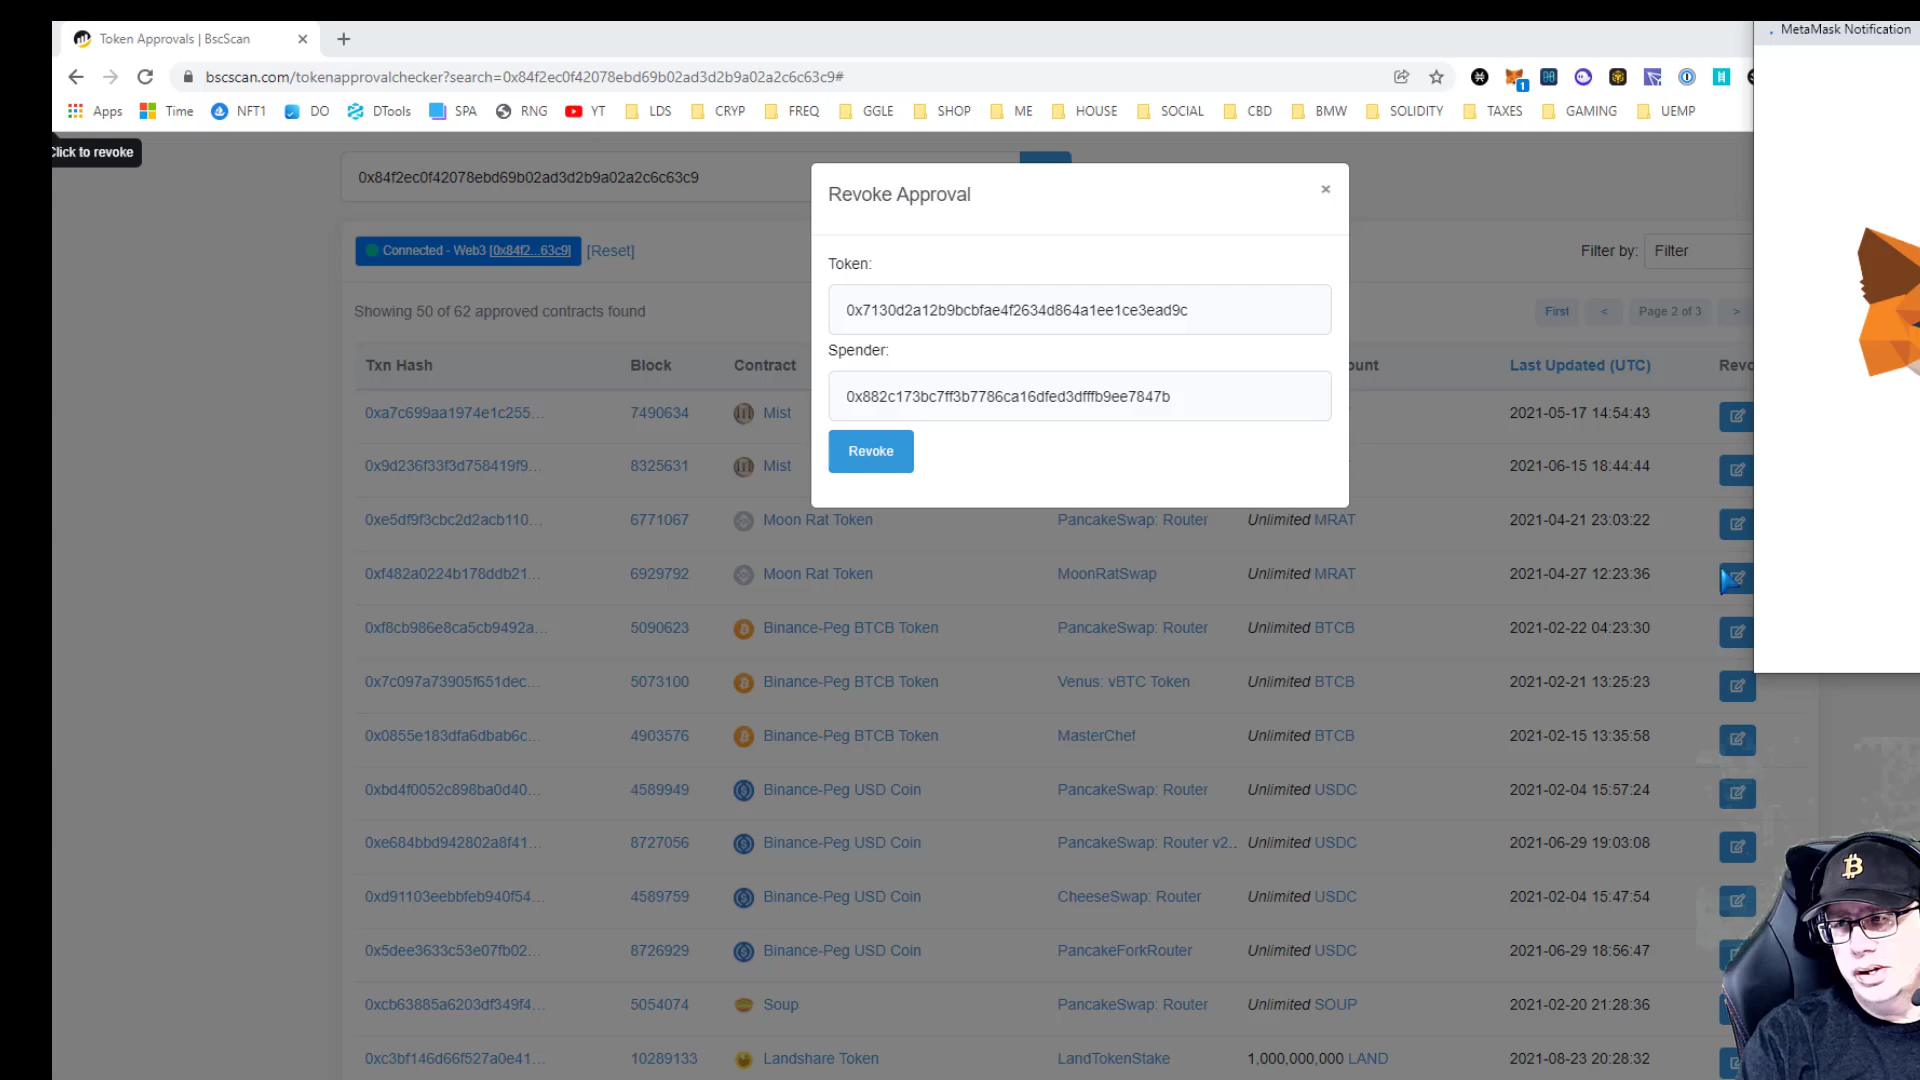 Token Approvals | BscScan
MetaMask Notification
bscscan.com/tokenapprovalchecker?search=0x84f2ec0f42078ebd69b02ad3d2b9a02a2c6c63c9#
1
Apps Time NFT1 DO DTools SPA RNG YT LDS CRYP FREQ GGLE SHOP ME HOUSE SOCIAL CBD BMW SOLIDITY TAXES GAMING UEMP
Click to revoke
0x84f2ec0f42078ebd69b02ad3d2b9a02a2c6c63c9
Revoke Approval
×
Connected - Web3 [0x84f2...63c9] [Reset]
Filter by: Filter
Token:
0x7130d2a12b9bcbfae4f2634d864a1ee1ce3ead9c
Showing 50 of 62 approved contracts found
First < Page 2 of 3 >
Spender:
0x882c173bc7ff3b7786ca16dfed3dfffb9ee7847b
Revoke
Txn Hash Block Contract ount Last Updated (UTC) Revo
0xa7c699aa1974e1c255... 7490634 Mist 2021-05-17 14:54:43
0x9d236f33f3d758419f9... 8325631 Mist 2021-06-15 18:44:44
0xe5df9f3cbc2d2acb110... 6771067 Moon Rat Token PancakeSwap: Router Unlimited MRAT 2021-04-21 23:03:22
0xf482a0224b178ddb21... 6929792 Moon Rat Token MoonRatSwap Unlimited MRAT 2021-04-27 12:23:36
0xf8cb986e8ca5cb9492a... 5090623 Binance-Peg BTCB Token PancakeSwap: Router Unlimited BTCB 2021-02-22 04:23:30
0x7c097a73905f651dec... 5073100 Binance-Peg BTCB Token Venus: vBTC Token Unlimited BTCB 2021-02-21 13:25:23
0x0855e183dfa6dbab6c... 4903576 Binance-Peg BTCB Token MasterChef Unlimited BTCB 2021-02-15 13:35:58
0xbd4f0052c898ba0d40... 4589949 Binance-Peg USD Coin PancakeSwap: Router Unlimited USDC 2021-02-04 15:57:24
0xe684bbd942802a8f41... 8727056 Binance-Peg USD Coin PancakeSwap: Router v2.. Unlimited USDC 2021-06-29 19:03:08
0xd91103eebbfeb940f54... 4589759 Binance-Peg USD Coin CheeseSwap: Router Unlimited USDC 2021-02-04 15:47:54
0x5dee3633c53e07fb02... 8726929 Binance-Peg USD Coin PancakeForkRouter Unlimited USDC 2021-06-29 18:56:47
0xcb63885a6203df349f4... 5054074 Soup PancakeSwap: Router Unlimited SOUP 2021-02-20 21:28:36
0xc3bf146d66f527a0e41... 10289133 Landshare Token LandTokenStake 1,000,000,000 LAND 2021-08-23 20:28:32